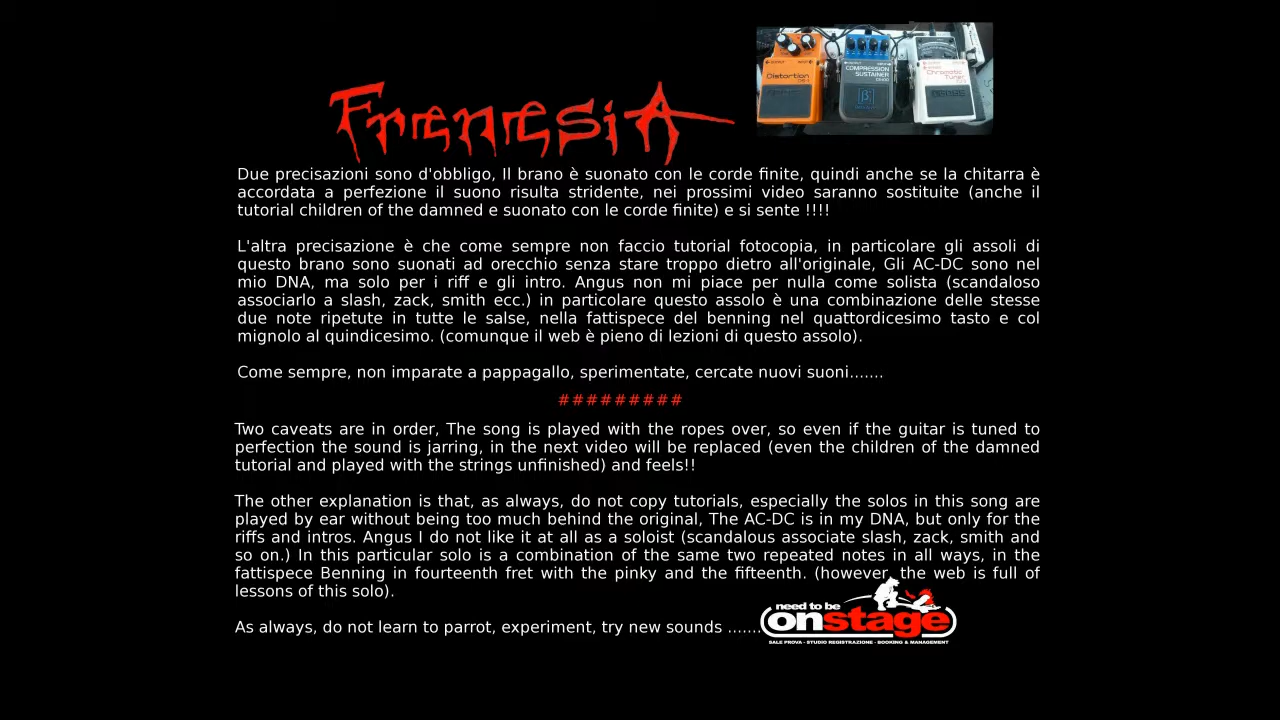 Distortion
COMPRESSION
SUSTAINER
Chromatic
Tuner
FrenesiA
Due precisazioni sono d'obbligo, Il brano è suonato con le corde finite, quindi anche se la chitarra è
accordata a perfezione il suono risulta stridente, nei prossimi video saranno sostituite (anche il
tutorial children of the damned e suonato con le corde finite) e si sente !!!!
L'altra precisazione è che come sempre non faccio tutorial fotocopia, in particolare gli assoli di
questo brano sono suonati ad orecchio senza stare troppo dietro all'originale, Gli AC-DC sono nel
mio DNA, ma solo per i riff e gli intro. Angus non mi piace per nulla come solista (scandaloso
associarlo a slash, zack, smith ecc.) in particolare questo assolo è una combinazione delle stesse
due note ripetute in tutte le salse, nella fattispece del benning nel quattordicesimo tasto e col
mignolo al quindicesimo. (comunque il web è pieno di lezioni di questo assolo).
Come sempre, non imparate a pappagallo, sperimentate, cercate nuovi suoni.......
#########
Two caveats are in order, The song is played with the ropes over, so even if the guitar is tuned to
perfection the sound is jarring, in the next video will be replaced (even the children of the damned
tutorial and played with the strings unfinished) and feels!!
The other explanation is that, as always, do not copy tutorials, especially the solos in this song are
played by ear without being too much behind the original, The AC-DC is in my DNA, but only for the
riffs and intros. Angus I do not like it at all as a soloist (scandalous associate slash, zack, smith and
so on.) In this particular solo is a combination of the same two repeated notes in all ways, in the
fattispece Benning in fourteenth fret with the pinky and the fifteenth. (however, the web is full of
lessons of this solo).
As always, do not learn to parrot, experiment, try new sounds .......
need to be
onstage
SALE PROVA - STUDIO REGISTRAZIONE - BOOKING & MANAGEMENT